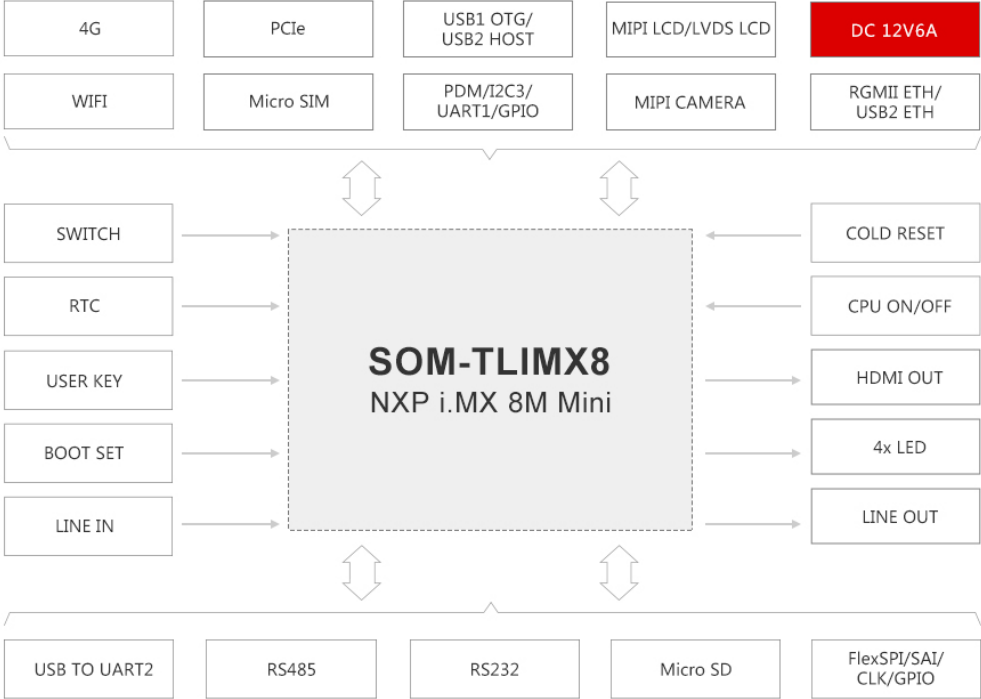 4G
PCIe
USB1 OTG/
USB2 HOST
MIPI LCD/LVDS LCD
DC 12V6A
WIFI
Micro SIM
PDM/I2C3/
UART1/GPIO
MIPI CAMERA
RGMII ETH/
USB2 ETH
SWITCH
COLD RESET
RTC
CPU ON/OFF
SOM-TLIMX8
NXP i.MX 8M Mini
USER KEY
HDMI OUT
BOOT SET
4x LED
LINE IN
LINE OUT
USB TO UART2
RS485
RS232
Micro SD
FlexSPI/SAI/
CLK/GPIO